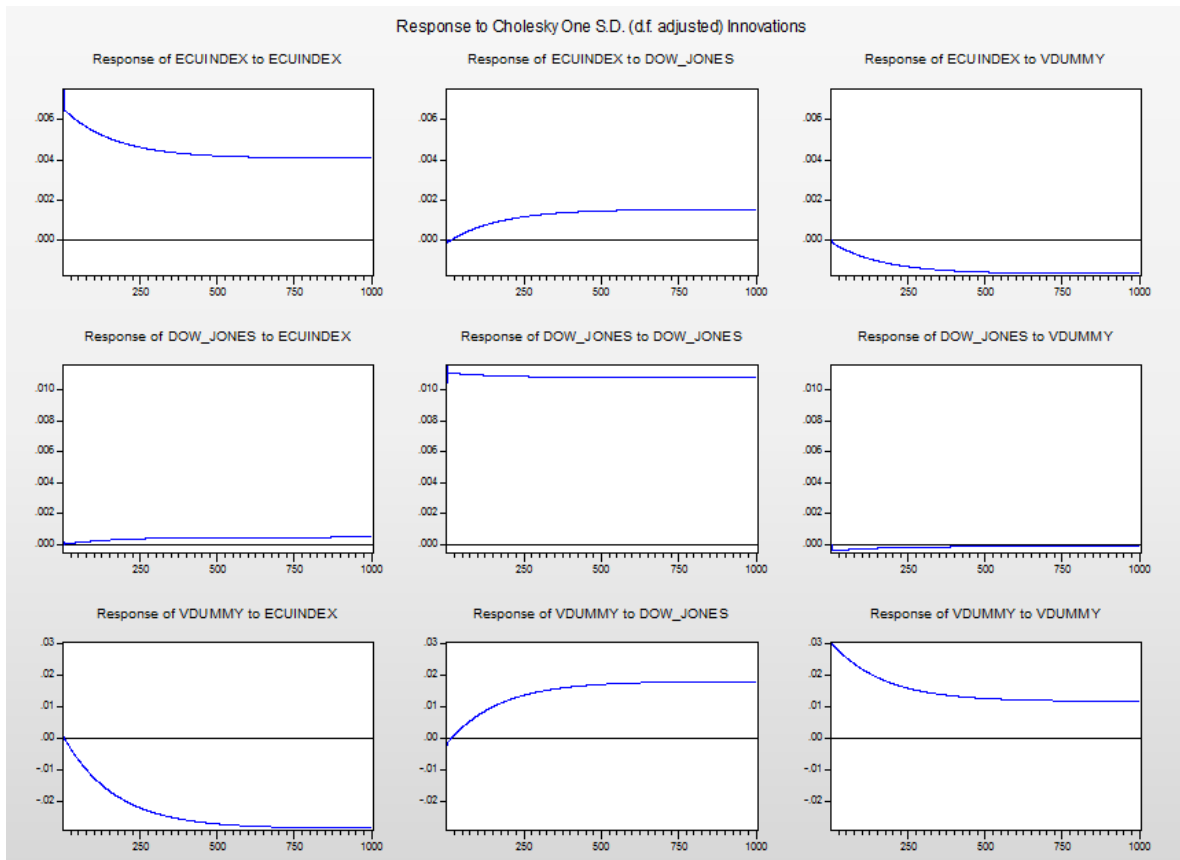 Response to Cholesky One S.D. (d.f. adjusted) Innovations
Response of ECUINDEX to ECUINDEX
.006
.004
.002
.000
250 500 750 1000
Response of ECUINDEX to DOW_JONES
.006
.004
.002
.000
250 500 750 1000
Response of ECUINDEX to VDUMMY
.006
.004
.002
.000
250 500 750 1000
Response of DOW_JONES to ECUINDEX
.010
.008
.006
.004
.002
.000
250 500 750 1000
Response of DOW_JONES to DOW_JONES
.010
.008
.006
.004
.002
.000
250 500 750 1000
Response of DOW_JONES to VDUMMY
.010
.008
.006
.004
.002
.000
250 500 750 1000
Response of VDUMMY to ECUINDEX
.03
.02
.01
.00
-.01
-.02
250 500 750 1000
Response of VDUMMY to DOW_JONES
.03
.02
.01
.00
-.01
-.02
250 500 750 1000
Response of VDUMMY to VDUMMY
.03
.02
.01
.00
-.01
-.02
250 500 750 1000